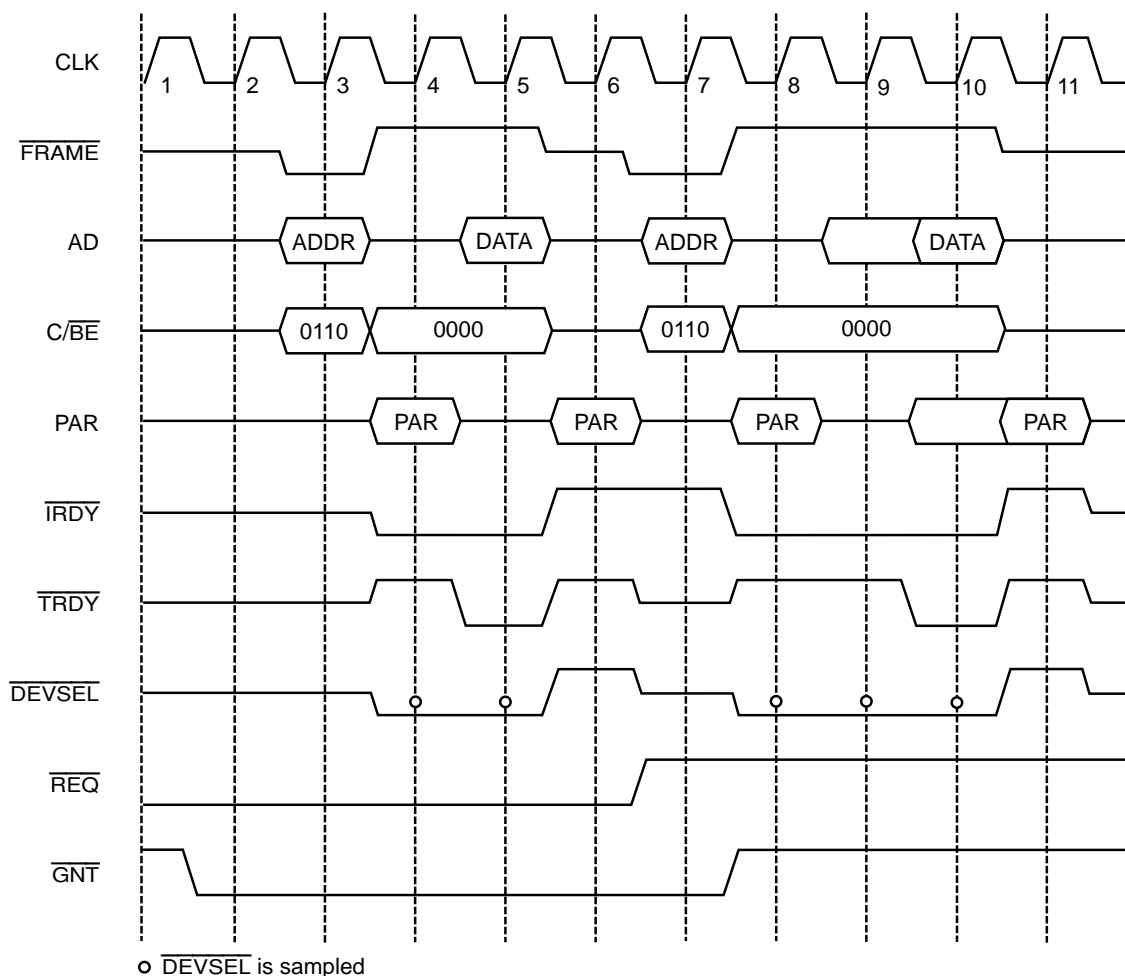 CLK
1 2 3 4 5 6 7 8 9 10 11
FRAME
AD
ADDR DATA ADDR DATA
C/BE
0110 0000 0110 0000
PAR
PAR PAR PAR PAR
IRDY
TRDY
DEVSEL
REQ
GNT
DEVSEL is sampled